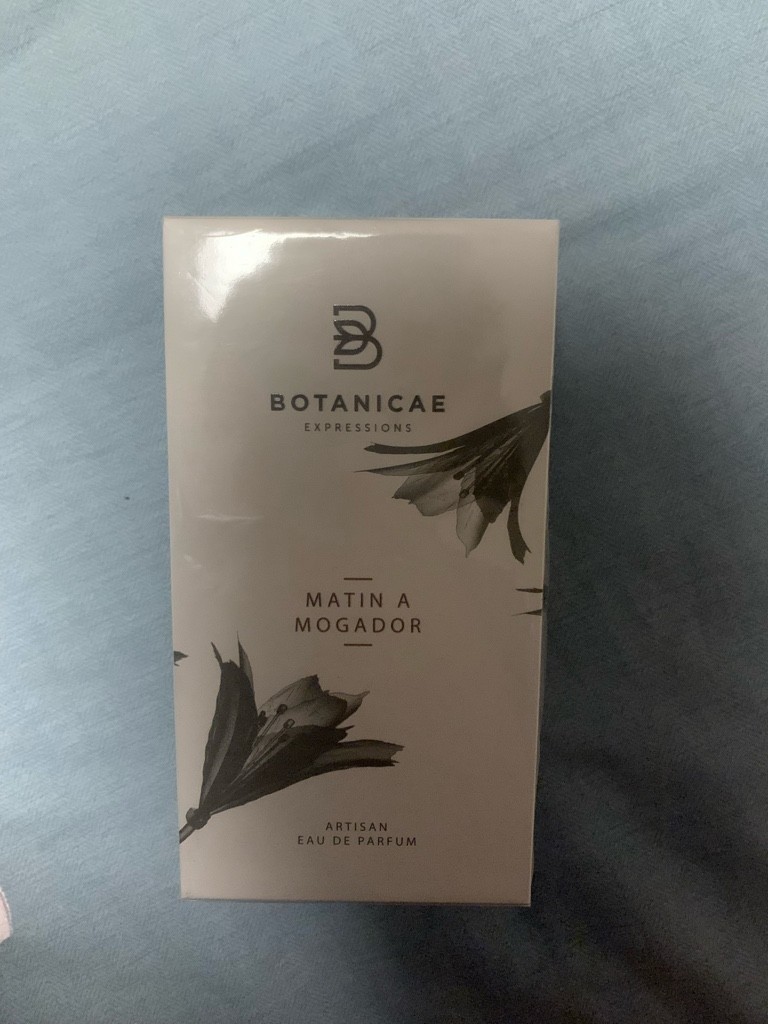 B
BOTANICAE
EXPRESSIONS
MATIN A
MOGADOR
ARTISAN
EAU DE PARFUM